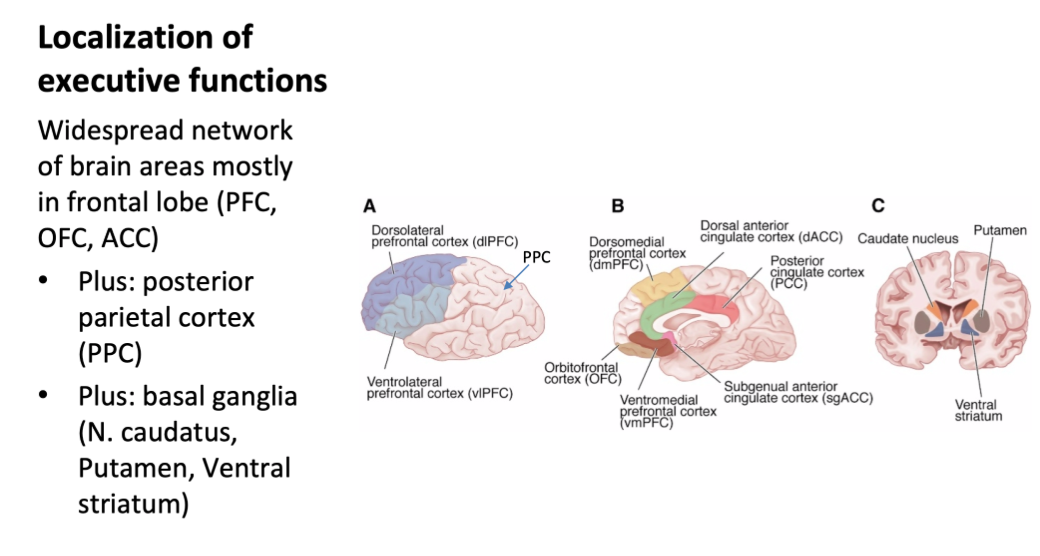 Localization of
executive functions
Widespread network
of brain areas mostly
in frontal lobe (PFC,
OFC, ACC)
• Plus: posterior
parietal cortex
(PPC)
• Plus: basal ganglia
(N. caudatus,
Putamen, Ventral
striatum)
A
Dorsolateral
prefrontal cortex (dlPFC)
PPC
Ventrolateral
prefrontal cortex (vlPFC)
B
Dorsomedial
prefrontal cortex
(dmPFC)
Dorsal anterior
cingulate cortex (dACC)
Posterior
cingulate cortex
(PCC)
Orbitofrontal
cortex (OFC)
Ventromedial
prefrontal cortex
(vmPFC)
Subgenual anterior
cingulate cortex (sgACC)
C
Caudate nucleus
Putamen
Ventral
striatum